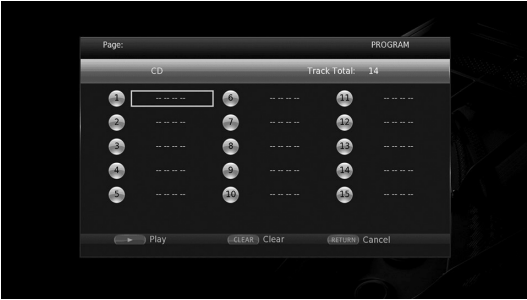 Page: PROGRAM
CD Track Total: 14
1 -- -- -- -- 6 -- -- -- -- 11 -- -- -- --
2 -- -- -- -- 7 -- -- -- -- 12 -- -- -- --
3 -- -- -- -- 8 -- -- -- -- 13 -- -- -- --
4 -- -- -- -- 9 -- -- -- -- 14 -- -- -- --
5 -- -- -- -- 10 -- -- -- -- 15 -- -- -- --
Play CLEAR Clear RETURN Cancel